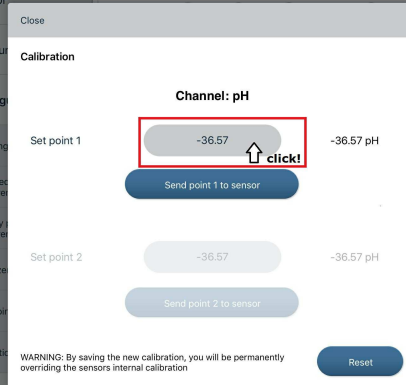 Close
Calibration
Channel: pH
Set point 1
-36.57
-36.57 pH
click!
Send point 1 to sensor
Set point 2
-36.57
-36.57 pH
Send point 2 to sensor
WARNING: By saving the new calibration, you will be permanently
overriding the sensors internal calibration
Reset